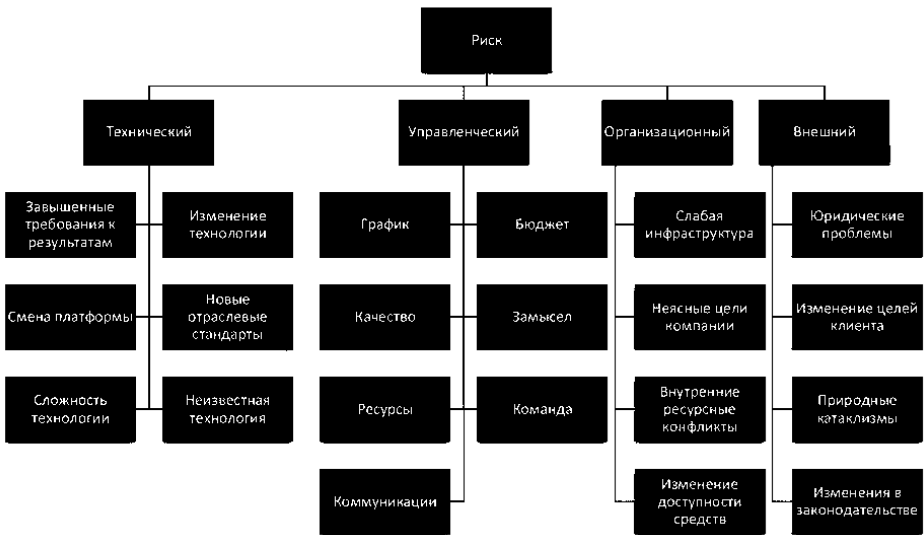 Риск
Технический
Управленческий
Организационный
Внешний
Завышенные
требования к
результатам
Изменение
технологии
Смена платформы
Новые
отраслевые
стандарты
Сложность
технологии
Неизвестная
технология
График
Бюджет
Качество
Замысел
Ресурсы
Команда
Коммуникации
Слабая
инфраструктура
Неясные цели
компании
Внутренние
ресурсные
конфликты
Изменение
доступности
средств
Юридические
проблемы
Изменение целей
клиента
Природные
катаклизмы
Изменения в
законодательстве